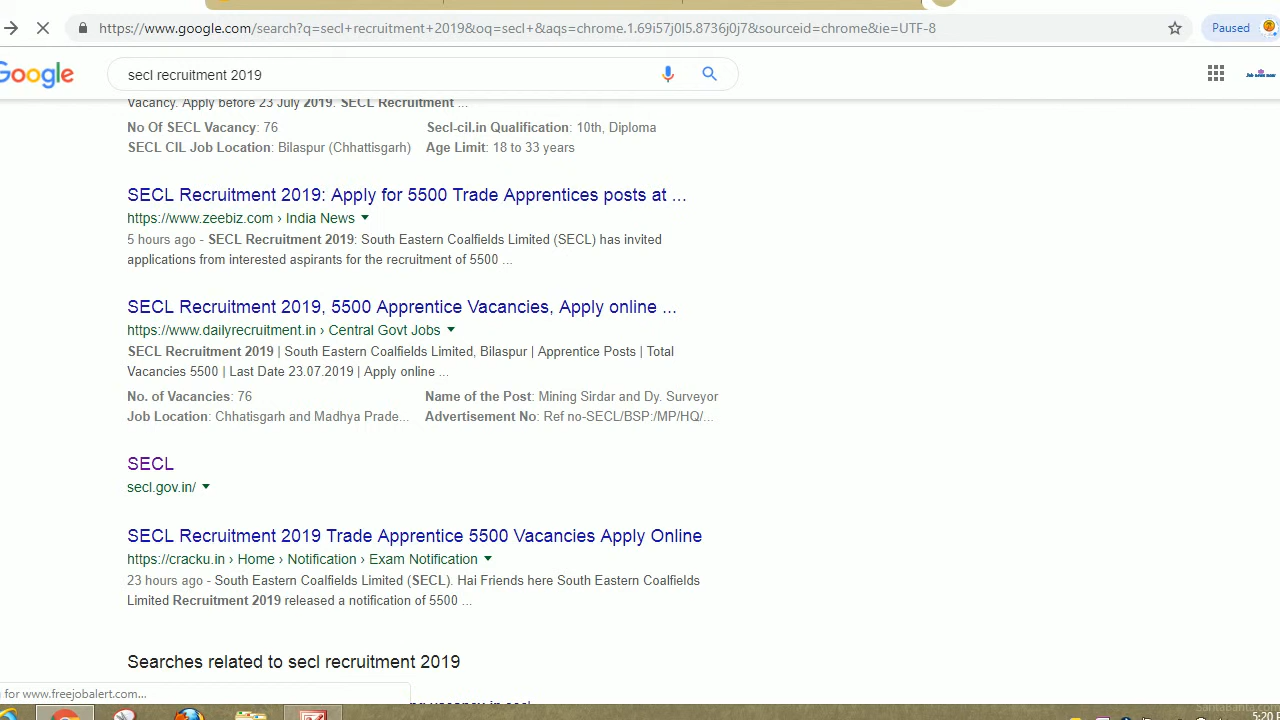 https://www.google.com/search?q=secl+recruitment+2019&oq=secl+&aqs=chrome.1.69i57j0l5.8736j0j7&sourceid=chrome&ie=UTF-8
Paused
Google
secl recruitment 2019
Vacancy. Apply before 23 July 2019. SECL Recruitment ...
No Of SECL Vacancy: 76
Secl-cil.in Qualification: 10th, Diploma
SECL CIL Job Location: Bilaspur (Chhattisgarh)
Age Limit: 18 to 33 years
SECL Recruitment 2019: Apply for 5500 Trade Apprentices posts at ...
https://www.zeebiz.com › India News
5 hours ago - SECL Recruitment 2019: South Eastern Coalfields Limited (SECL) has invited
applications from interested aspirants for the recruitment of 5500 ...
SECL Recruitment 2019, 5500 Apprentice Vacancies, Apply online ...
https://www.dailyrecruitment.in › Central Govt Jobs
SECL Recruitment 2019 | South Eastern Coalfields Limited, Bilaspur | Apprentice Posts | Total
Vacancies 5500 | Last Date 23.07.2019 | Apply online ...
No. of Vacancies: 76
Name of the Post: Mining Sirdar and Dy. Surveyor
Job Location: Chhatisgarh and Madhya Prade...
Advertisement No: Ref no-SECL/BSP:/MP/HQ/...
SECL
secl.gov.in/
SECL Recruitment 2019 Trade Apprentice 5500 Vacancies Apply Online
https://cracku.in › Home › Notification › Exam Notification
23 hours ago - South Eastern Coalfields Limited (SECL). Hai Friends here South Eastern Coalfields
Limited Recruitment 2019 released a notification of 5500 ...
Searches related to secl recruitment 2019
for www.freejobalert.com...
vacancy in secl
SantaBanta.com
5:20